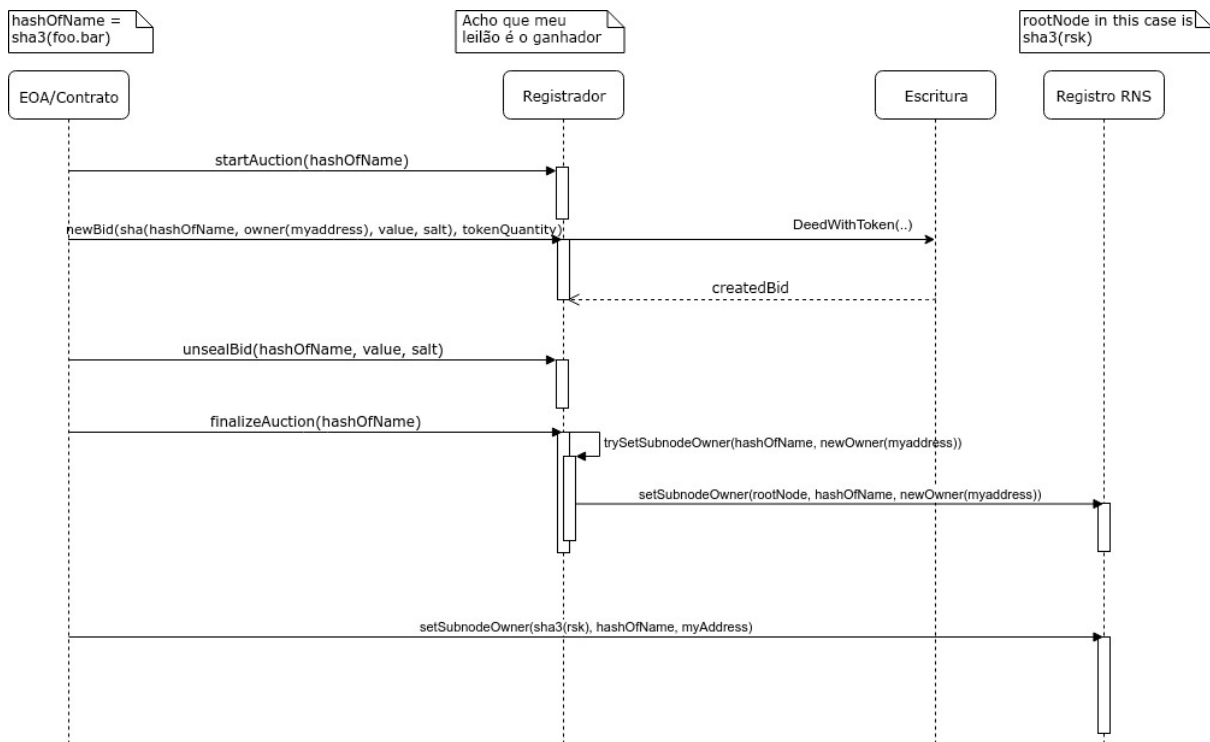 hashOfName =
sha3(foo.bar)
Acho que meu
leilão é o ganhador
rootNode in this case is
sha3(rsk)
EOA/Contrato
Registrador
Escritura
Registro RNS
startAuction(hashOfName)
newBid(sha(hashOfName, owner(myaddress), value, salt), tokenQuantity)
DeedWithToken(..)
createdBid
unsealBid(hashOfName, value, salt)
finalizeAuction(hashOfName)
trySetSubnodeOwner(hashOfName, newOwner(myaddress))
setSubnodeOwner(rootNode, hashOfName, newOwner(myaddress))
setSubnodeOwner(sha3(rsk), hashOfName, myAddress)